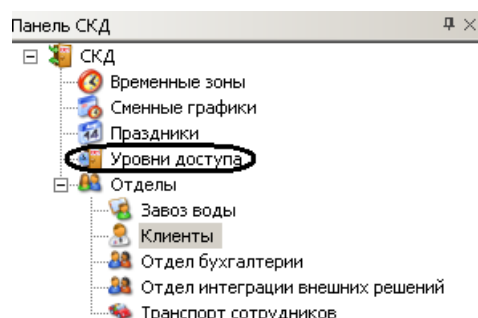 Панель СКД
СКД
Временные зоны
Сменные графики
Праздники
Уровни доступа
Отделы
Завоз воды
Клиенты
Отдел бухгалтерии
Отдел интеграции внешних решений
Транспорт сотрудников